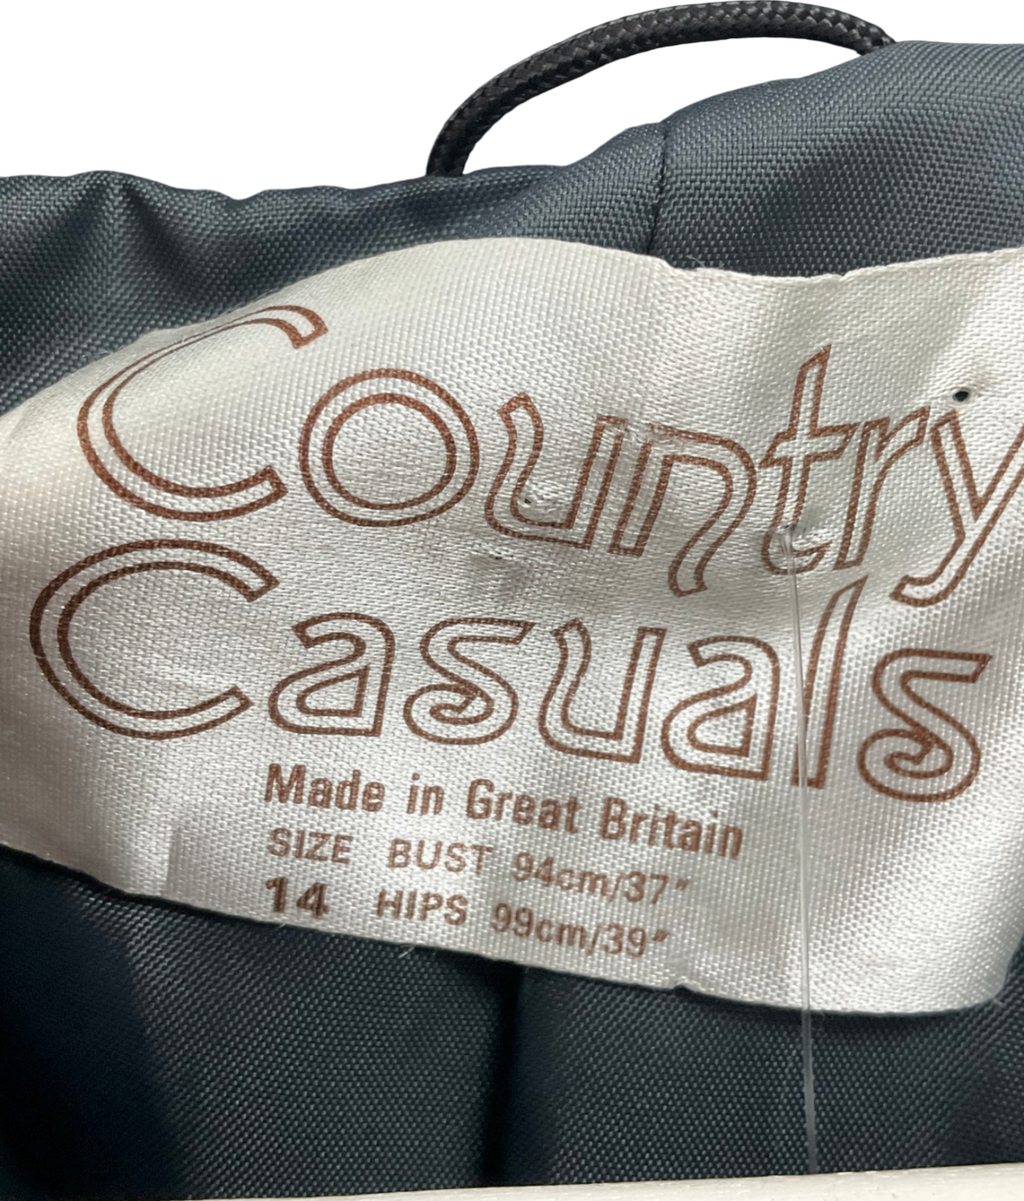 Country
Casuals
Made in Great Britain
SIZE BUST 94cm/37"
14 HIPS 99cm/39"